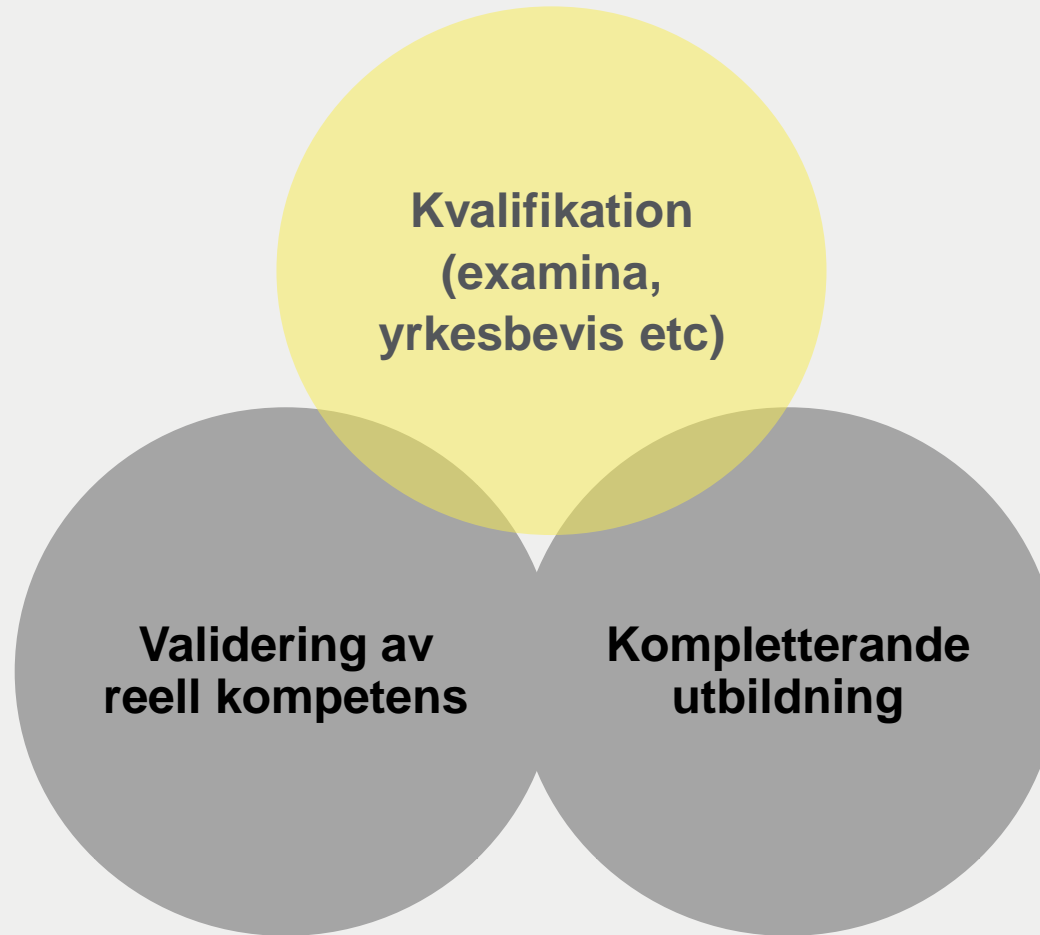 Kvalifikation
(examina,
yrkesbevis etc)
Validering av
reell kompetens
Kompletterande
utbildning